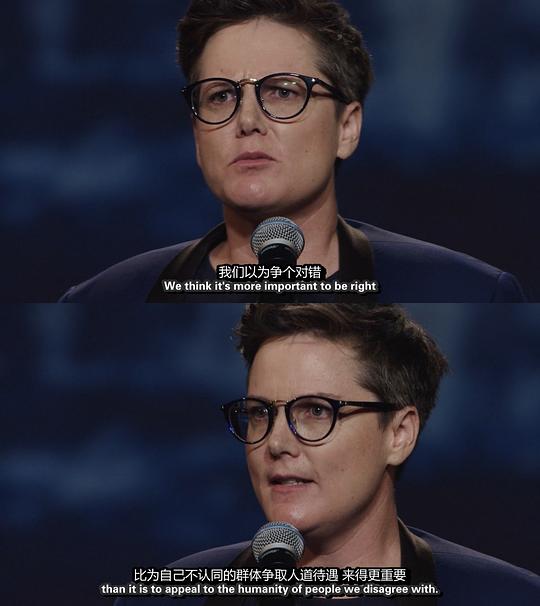 我们以为争个对错
We think it's more important to be right
比为自己不认同的群体争取人道待遇 来得更重要
than it is to appeal to the humanity of people we disagree with.